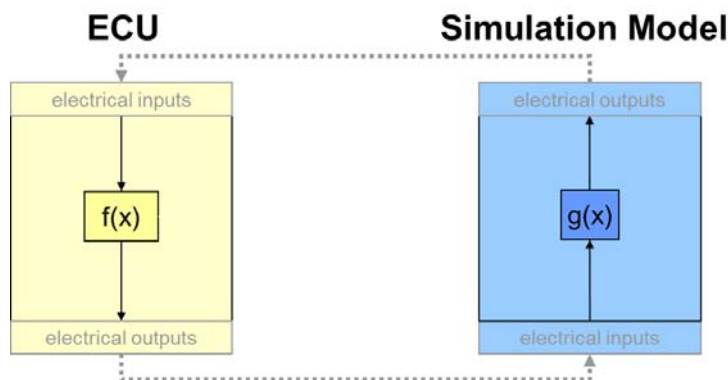 ECU
Simulation Model
electrical inputs
f(x)
electrical outputs
electrical outputs
g(x)
electrical inputs